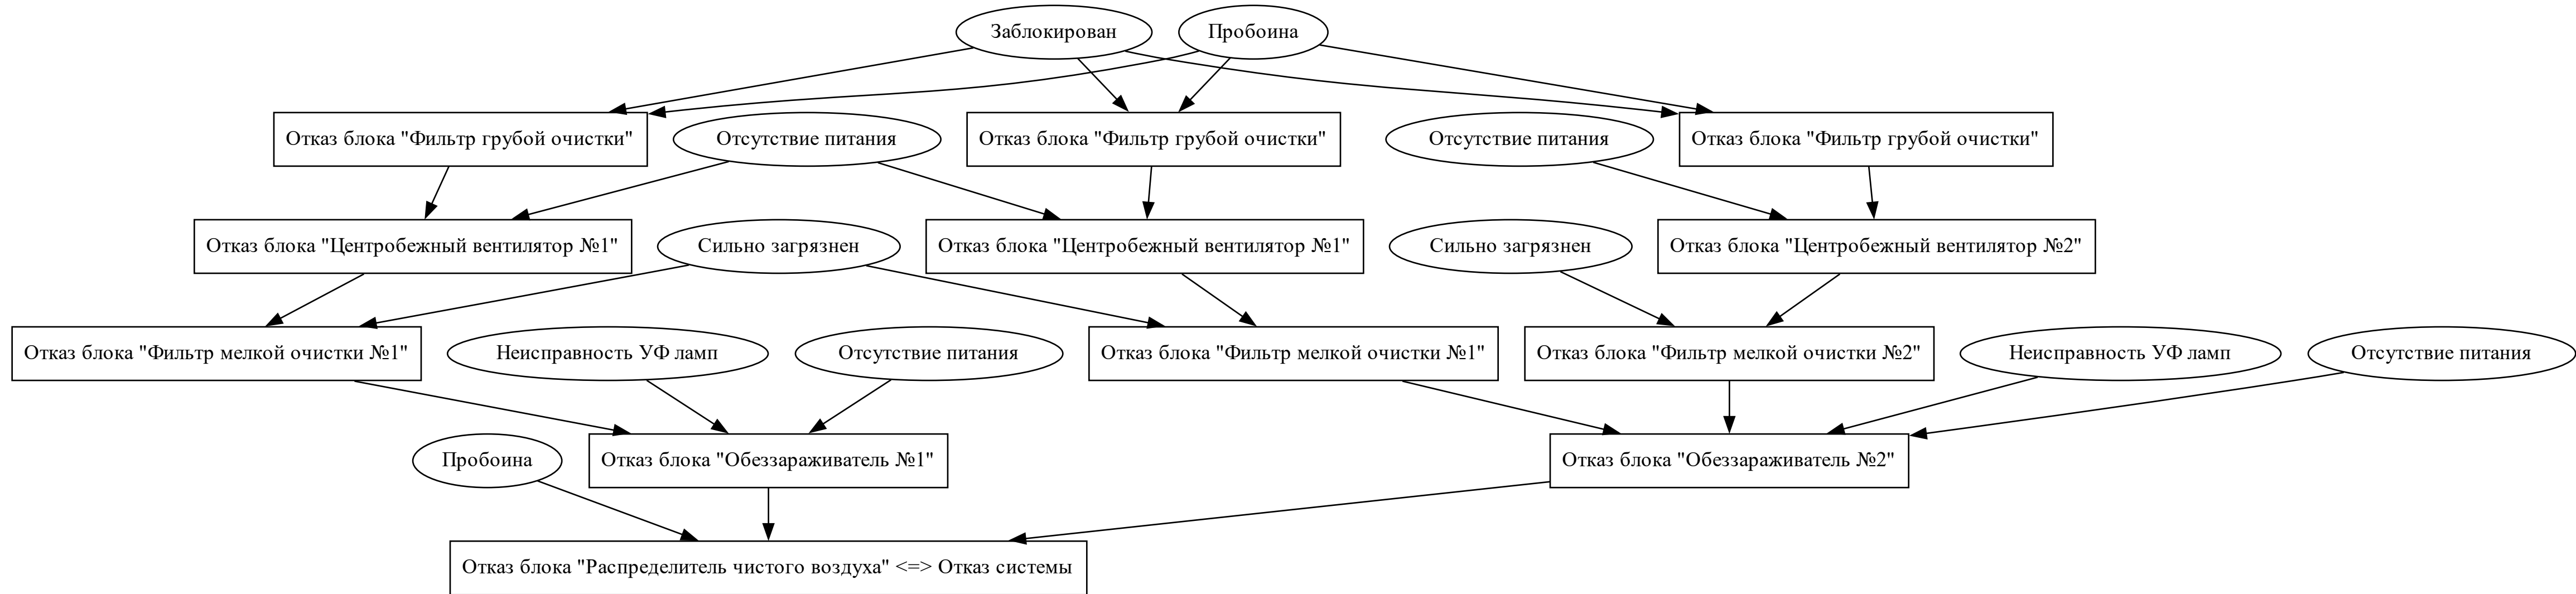 Заблокирован
Пробоина
Отказ блока "Фильтр грубой очистки"
Отсутствие питания
Отказ блока "Фильтр грубой очистки"
Отсутствие питания
Отказ блока "Фильтр грубой очистки"
Отказ блока "Центробежный вентилятор №1"
Сильно загрязнен
Отказ блока "Центробежный вентилятор №1"
Сильно загрязнен
Отказ блока "Центробежный вентилятор №2"
Отказ блока "Фильтр мелкой очистки №1"
Неисправность УФ ламп
Отсутствие питания
Отказ блока "Фильтр мелкой очистки №1"
Отказ блока "Фильтр мелкой очистки №2"
Неисправность УФ ламп
Отсутствие питания
Пробоина
Отказ блока "Обеззараживатель №1"
Отказ блока "Обеззараживатель №2"
Отказ блока "Распределитель чистого воздуха" <=> Отказ системы